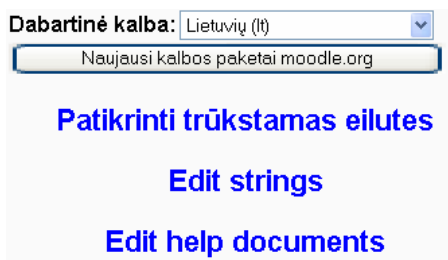 Dabartinė kalba: Lietuvių (lt)
Naujausi kalbos paketai moodle.org
Patikrinti trūkstamas eilutes
Edit strings
Edit help documents